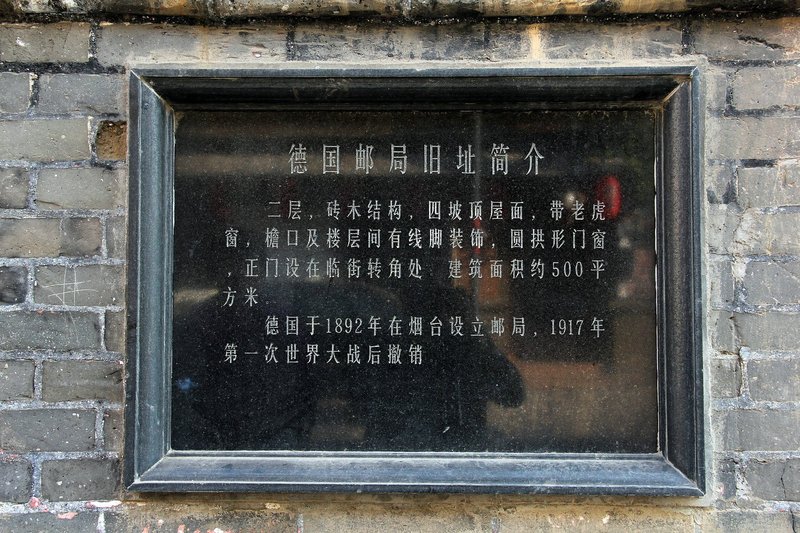 德国邮局旧址简介
二层，砖木结构，四坡顶屋面，带老虎
窗，檐口及楼层间有线脚装饰，圆拱形门窗
，正门设在临街转角处 建筑面积约500平
方米。
德国于1892年在烟台设立邮局，1917年
第一次世界大战后撤销